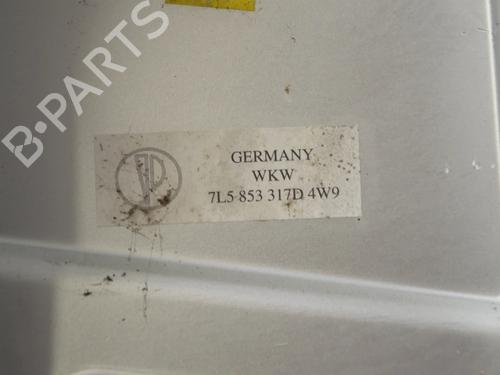 B-PARTS
GERMANY
WKW
7L5 853 317D 4W9